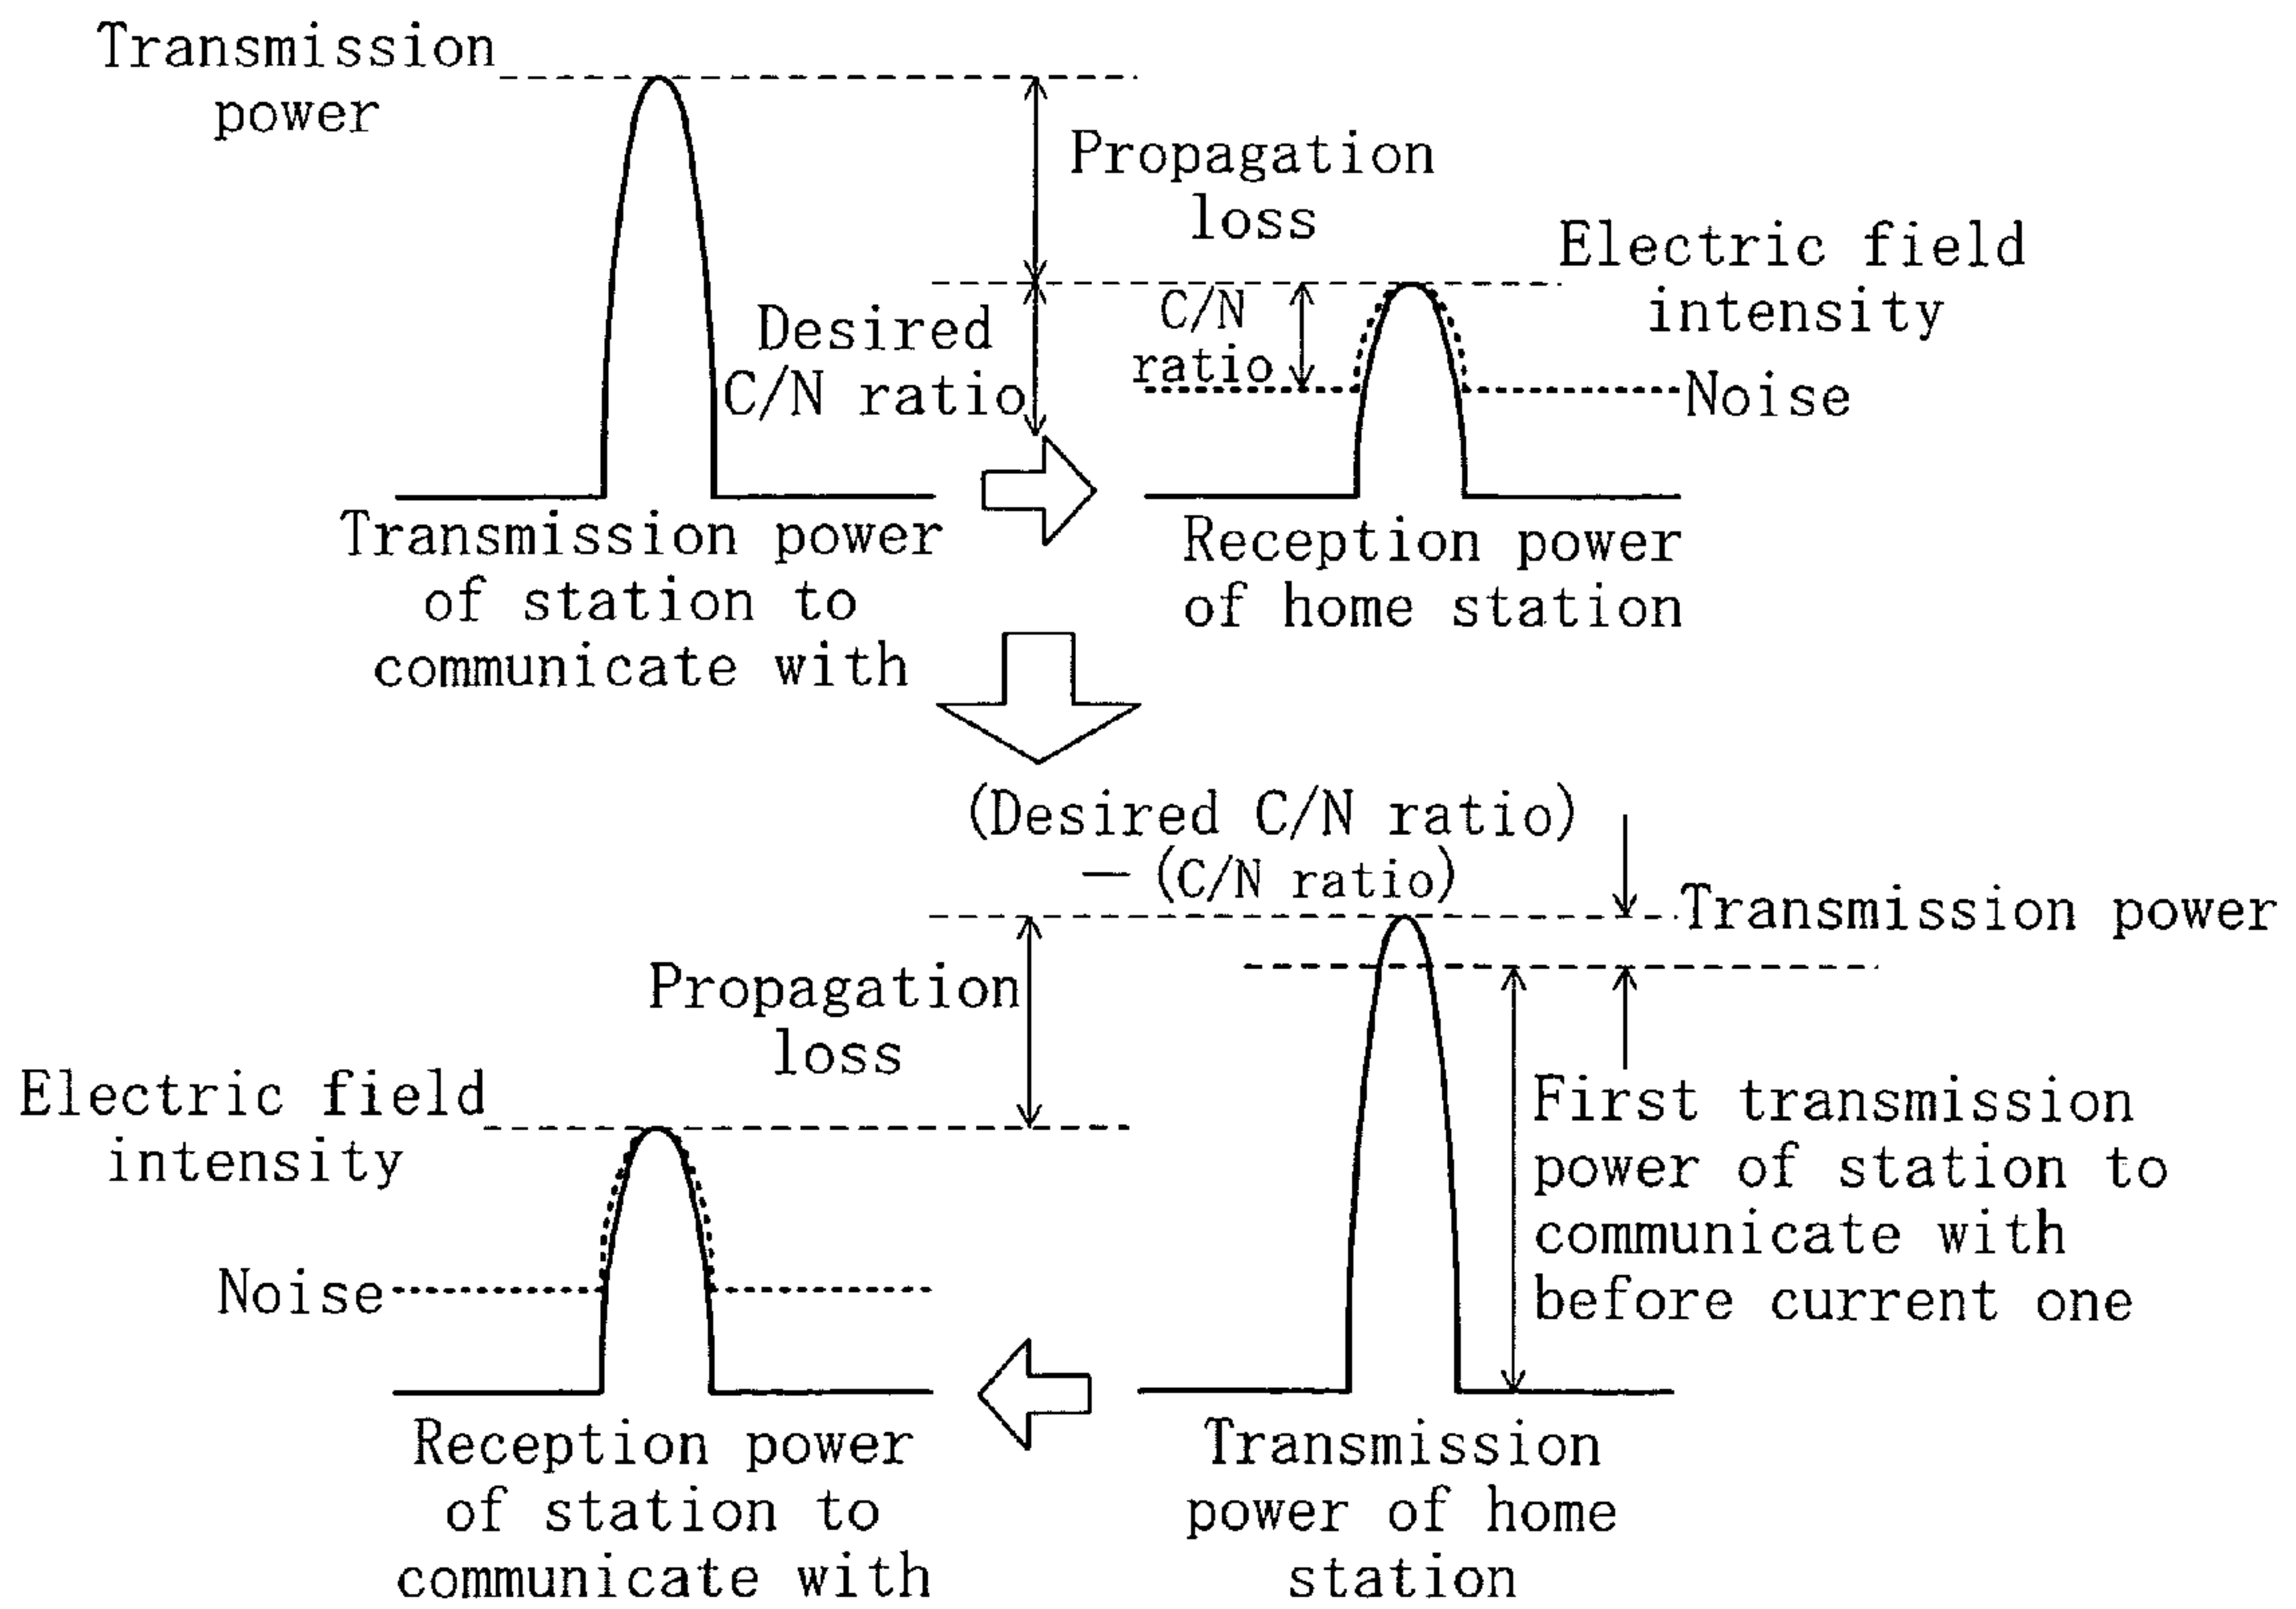 Transmission
power
Propagation
loss
Electric field
intensity
Desired
C/N ratio
C/N
ratio
Noise
Transmission power
of station to
communicate with
Reception power
of home station
(Desired C/N ratio)
— (C/N ratio)
Transmission power
Propagation
loss
Electric field
intensity
First transmission
power of station to
communicate with
before current one
Noise
Reception power
of station to
communicate with
Transmission
power of home
station